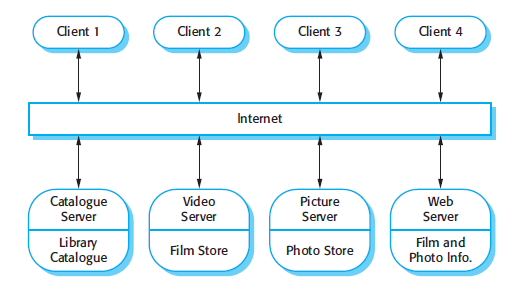 Client 1
Client 2
Client 3
Client 4
Internet
Catalogue
Server
Library
Catalogue
Video
Server
Film Store
Picture
Server
Photo Store
Web
Server
Film and
Photo Info.